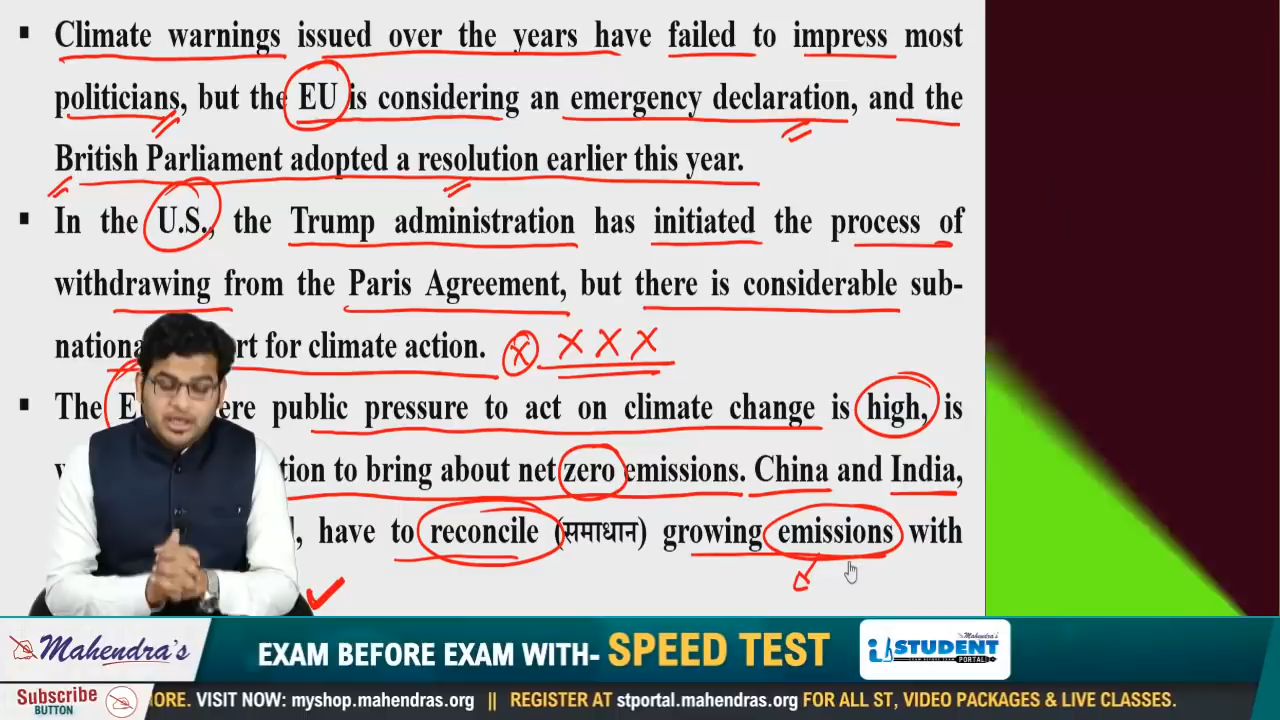 ▪ Climate warnings issued over the years have failed to impress most
politicians, but the EU is considering an emergency declaration, and the
British Parliament adopted a resolution earlier this year.
▪ In the U.S., the Trump administration has initiated the process of
withdrawing from the Paris Agreement, but there is considerable sub-
rt for climate action. X X X X
▪ The public pressure to act on climate change is high, is
to bring about net zero emissions. China and India,
have to reconcile (समाधान) growing emissions with
Mahendra's
EXAM BEFORE EXAM WITH- SPEED TEST
Mahendra's
STUDENT
PORTAL
Subscribe
BUTTON
ORE. VISIT NOW: myshop.mahendras.org || REGISTER AT stportal.mahendras.org FOR ALL ST, VIDEO PACKAGES & LIVE CLASSES.